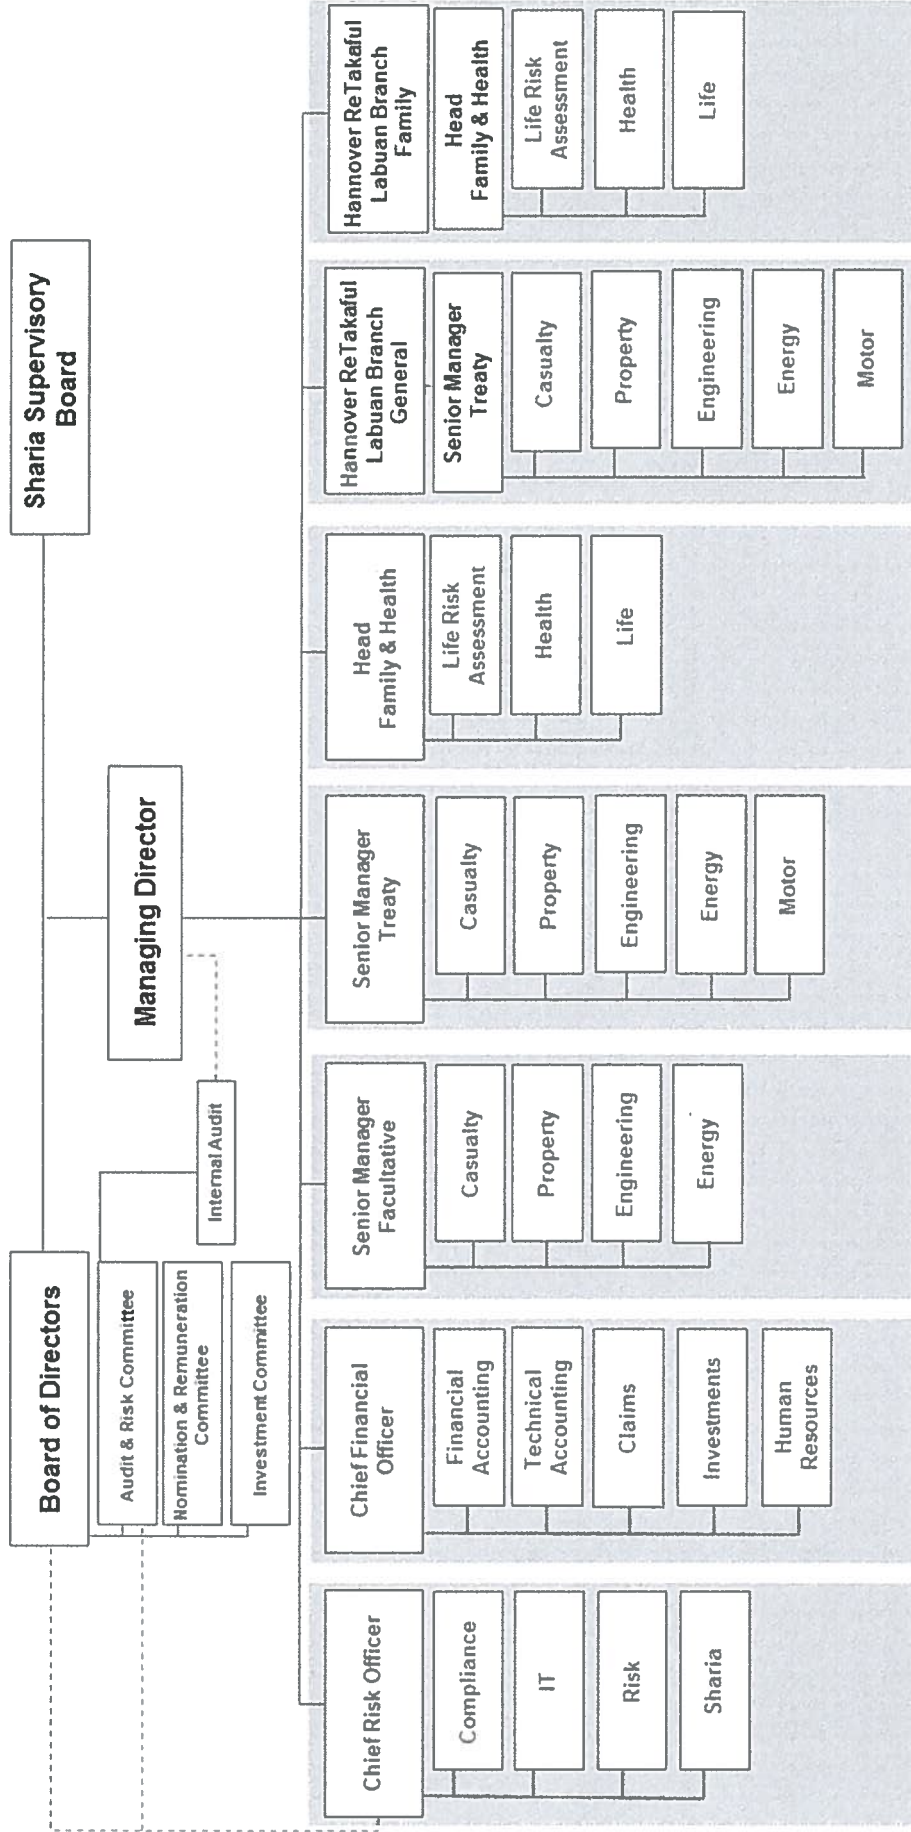 Board of Directors
Sharia Supervisory
Board
Managing Director
Audit & Risk Committee
Nomination & Remuneration
Committee
Investment Committee
Internal Audit
Chief Risk Officer
Compliance
IT
Risk
Sharia
Chief Financial
Officer
Financial
Accounting
Technical
Accounting
Claims
Investments
Human
Resources
Senior Manager
Facultative
Casualty
Property
Engineering
Energy
Senior Manager
Treaty
Casualty
Property
Engineering
Energy
Motor
Head
Family & Health
Life Risk
Assessment
Health
Life
Hannover ReTakaful
Labuan Branch
General
Senior Manager
Treaty
Casualty
Property
Engineering
Energy
Motor
Hannover ReTakaful
Labuan Branch
Family
Head
Family & Health
Life Risk
Assessment
Health
Life